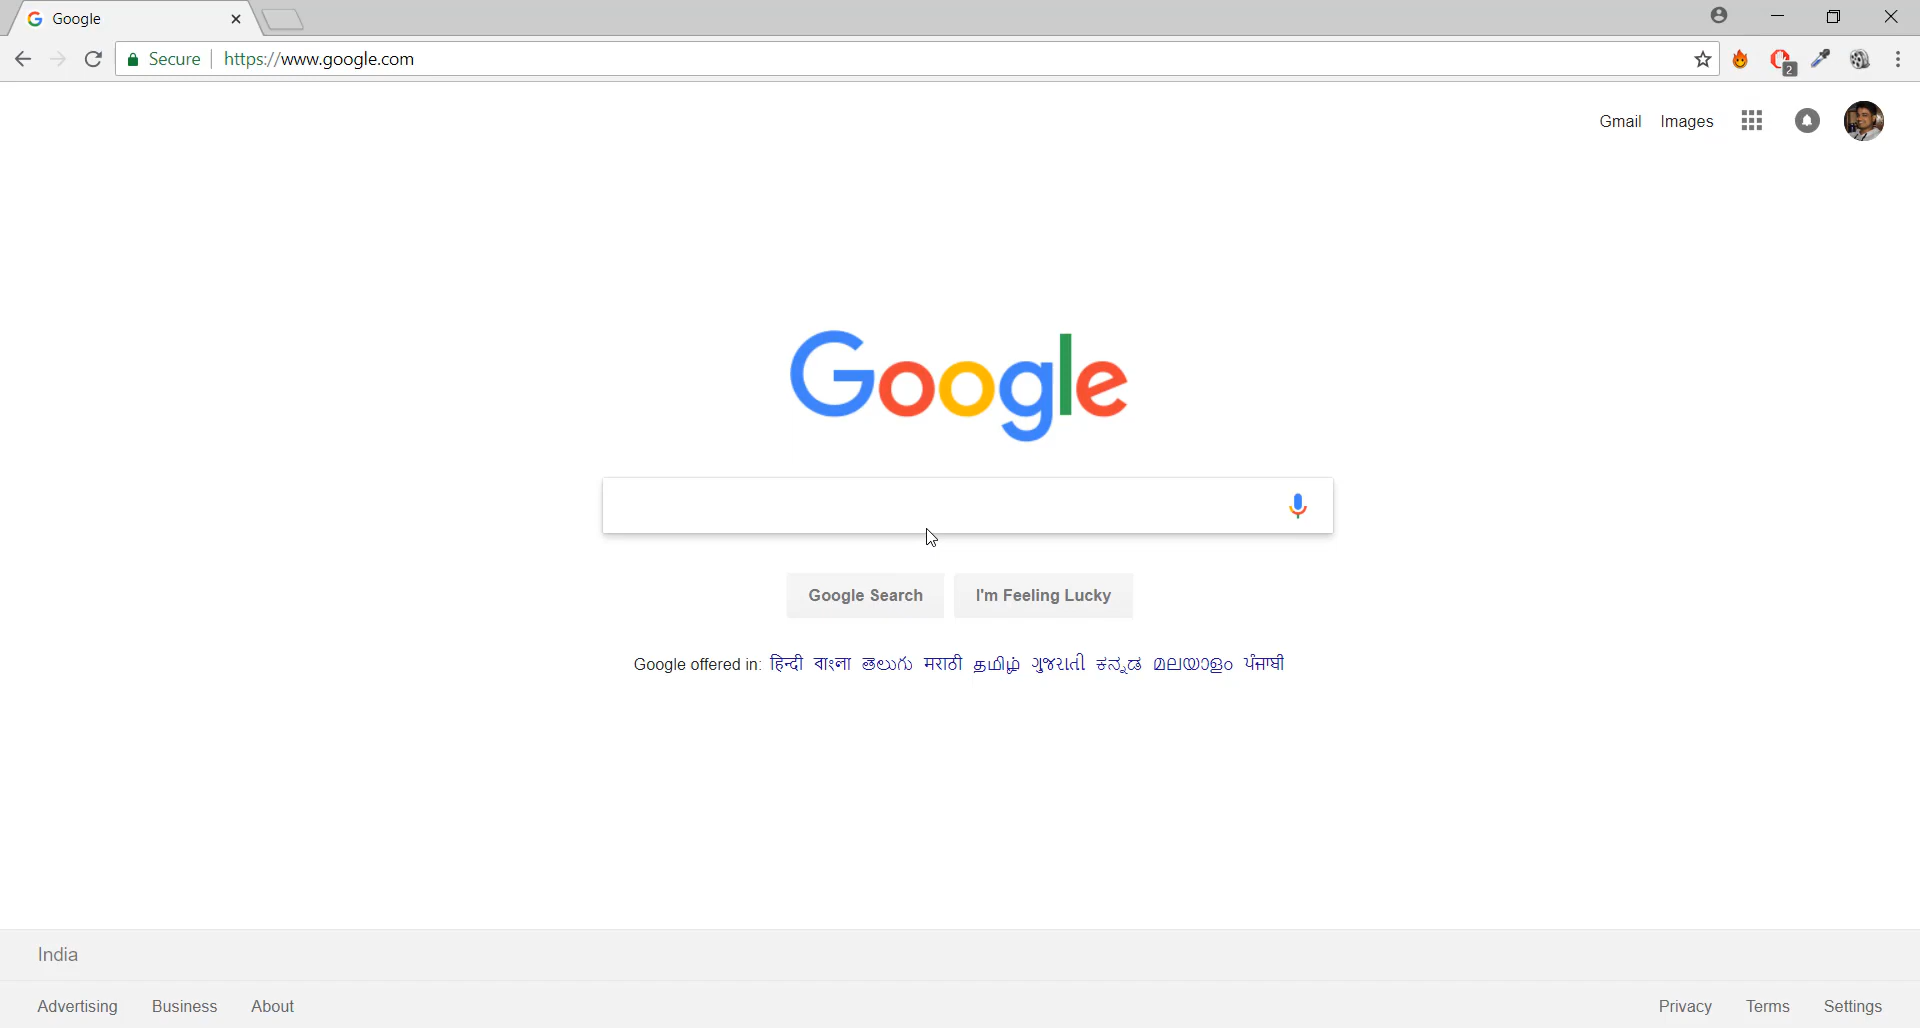 Google
Secure https://www.google.com
2
Gmail Images
Google
Google Search I'm Feeling Lucky
Google offered in: हिन्दी বাংলা తెలుగు मराठी தமிழ் ગુજરાતી ಕನ್ನಡ മലയാളം ਪੰਜਾਬੀ
India
Advertising Business About Privacy Terms Settings